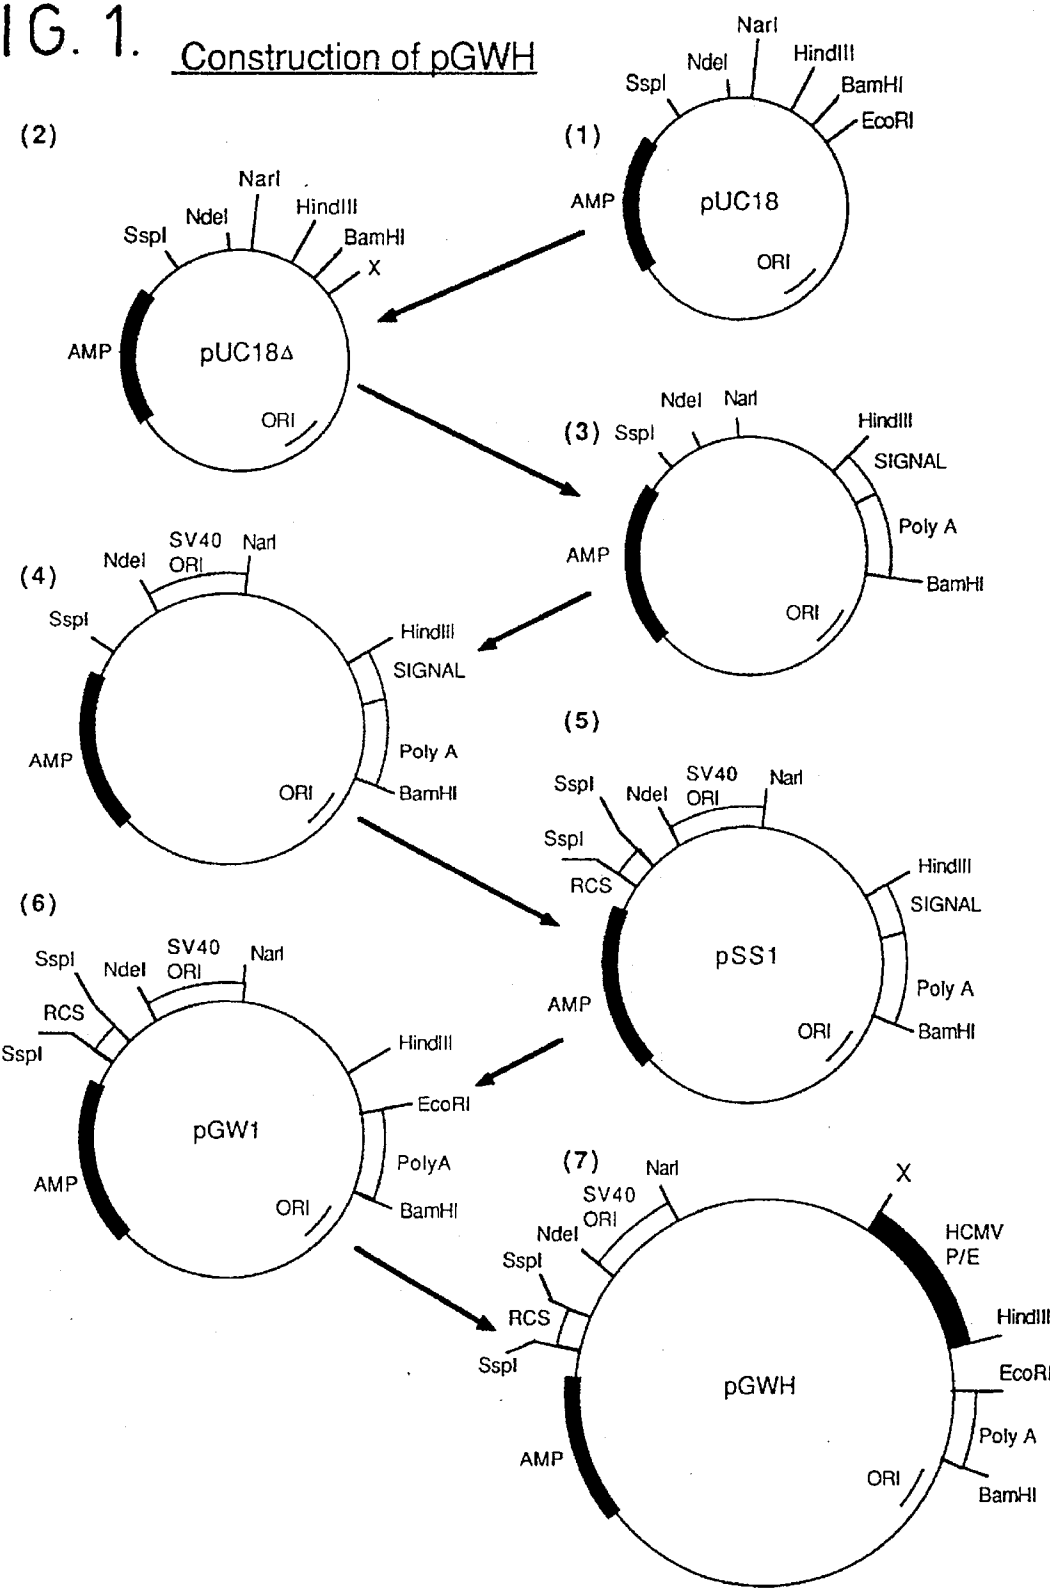 IG. 1.
Construction of pGWH
(1)
NarI
HindIII
NdeI
BamHI
SspI
EcoRI
AMP
pUC18
ORI
(2)
NarI
HindIII
NdeI
BamHI
SspI
X
AMP
pUC18Δ
ORI
(3)
NdeI
NarI
HindIII
SspI
SIGNAL
Poly A
AMP
BamHI
ORI
(4)
SV40
ORI
NarI
NdeI
SspI
HindIII
SIGNAL
AMP
Poly A
BamHI
ORI
(5)
SV40
ORI
NarI
SspI
NdeI
SspI
RCS
HindIII
SIGNAL
pSS1
AMP
Poly A
BamHI
ORI
(6)
SV40
ORI
NarI
SspI
NdeI
RCS
SspI
HindIII
EcoRI
pGW1
PolyA
AMP
BamHI
ORI
(7)
NarI
X
SV40
ORI
HCMV
P/E
NdeI
SspI
RCS
SspI
HindIII
EcoRI
pGWH
Poly A
AMP
ORI
BamHI